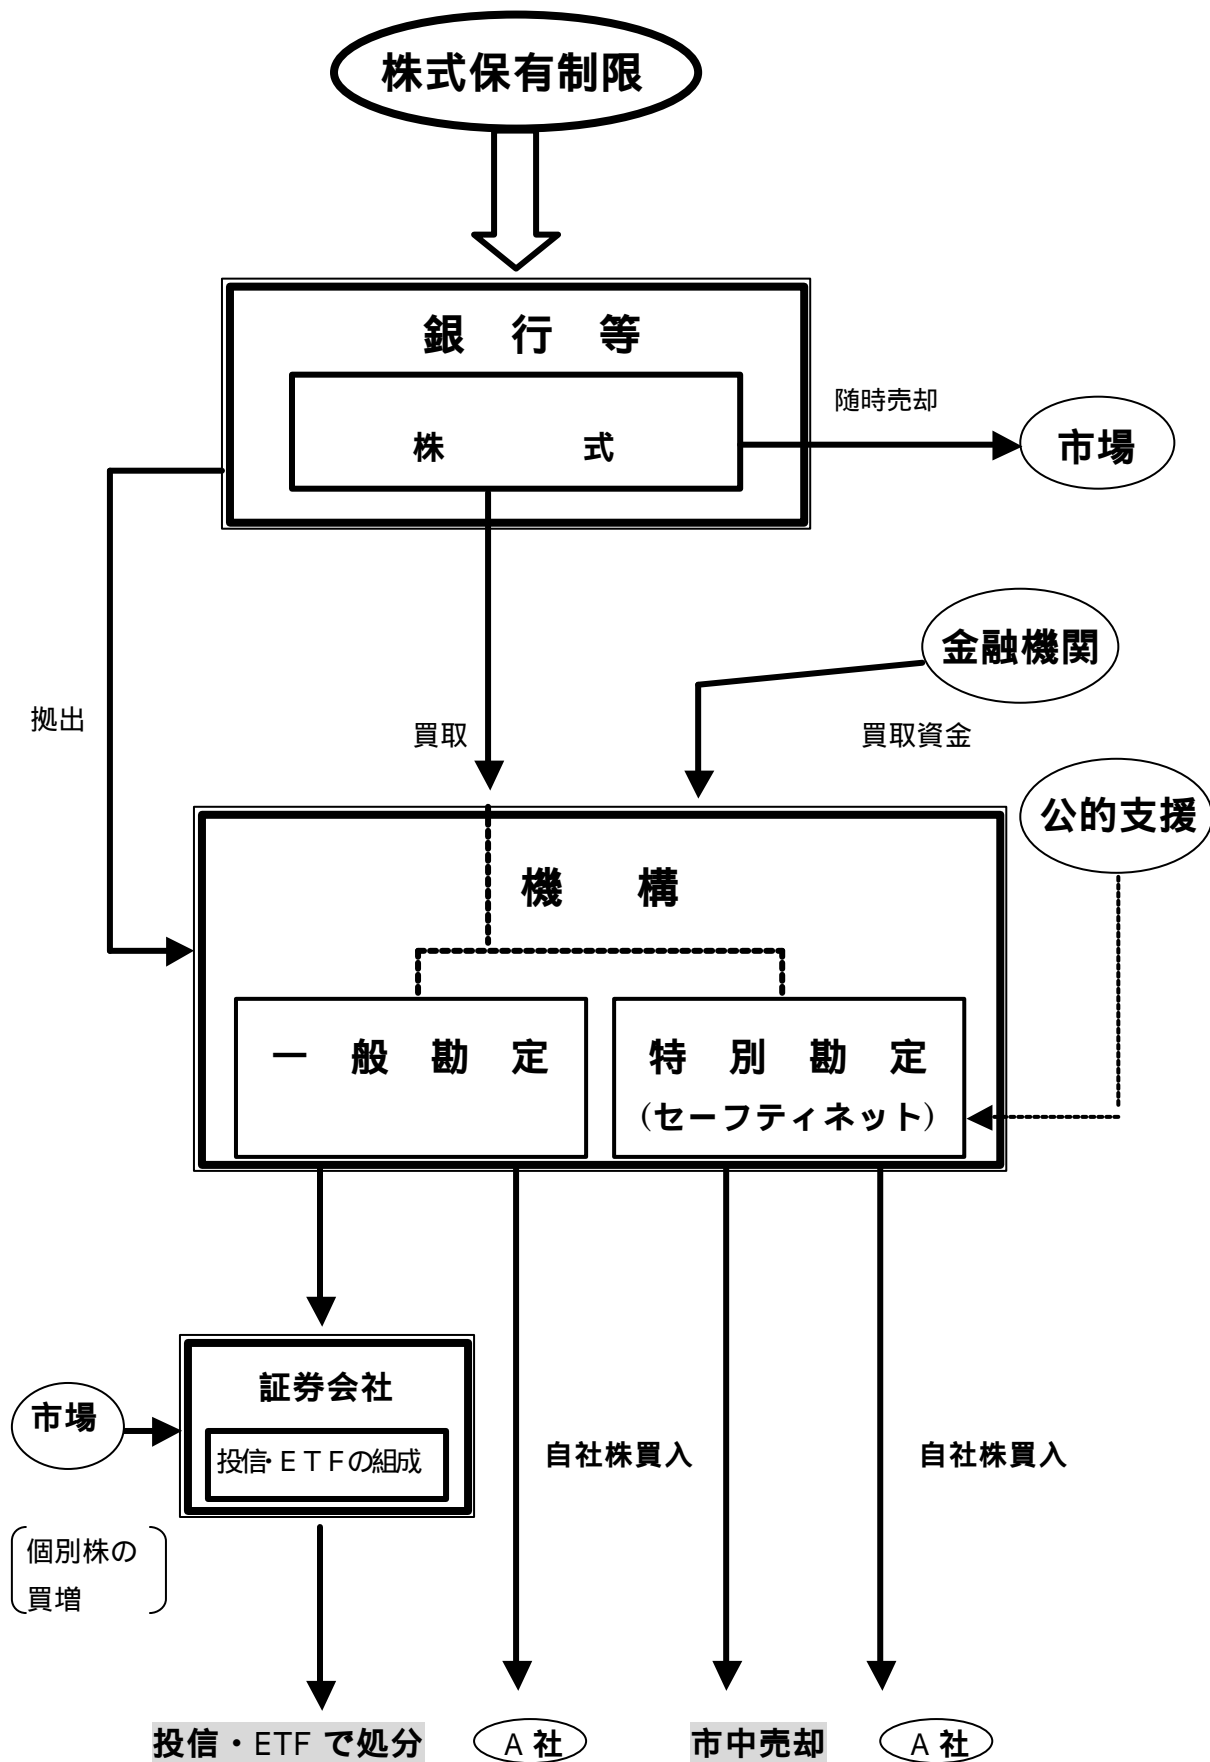 株式保有制限
銀 行 等
株 式
随時売却
市場
金融機関
拠出
買取
買取資金
公的支援
機 構
一 般 勘 定
特 別 勘 定
(セーフティネット)
証券会社
市場
投信・ETFの組成
自社株買入
自社株買入
個別株の
買増
投信・ETF で処分
A 社
市中売却
A 社